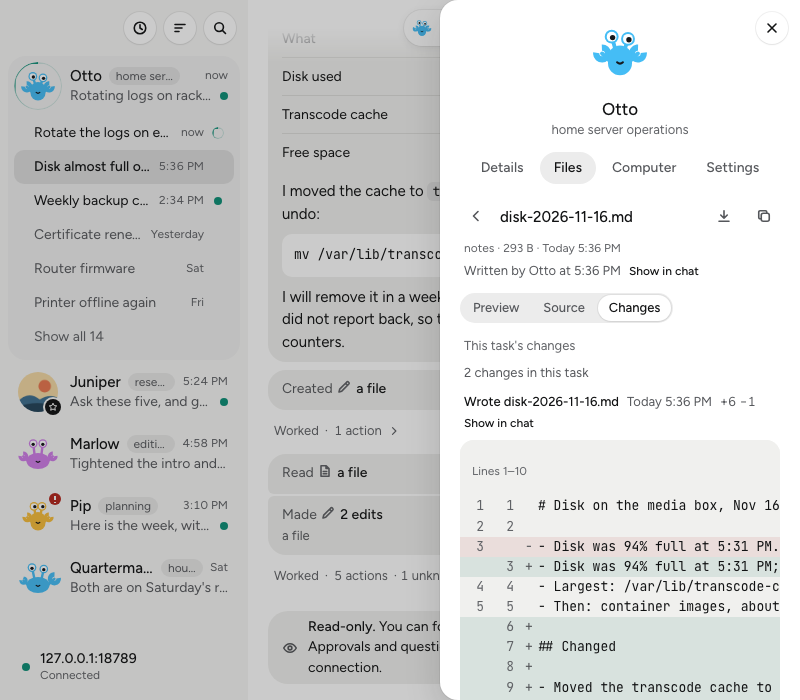 Otto home ser... now
Rotating logs on rack...
Rotate the logs on e... now
Disk almost full o... 5:36 PM
Weekly backup c... 2:34 PM
Certificate rene... Yesterday
Router firmware Sat
Printer offline again Fri
Show all 14
Juniper rese... 5:24 PM
Ask these five, and g...
Marlow editi... 4:58 PM
Tightened the intro and...
Pip planning 3:10 PM
Here is the week, wit...
Quarterma... hou... Sat
Both are on Saturday's r...
127.0.0.1:18789
Connected
What
Disk used
Transcode cache
Free space
I moved the cache to
undo:
mv /var/lib/transco
I will remove it in a week
did not report back, so t
counters.
Created a file
Worked · 1 action
Read a file
Made 2 edits
a file
Worked · 5 actions · 1 unkn
Read-only. You can fo
Approvals and questi
connection.
Otto
home server operations
Details Files Computer Settings
disk-2026-11-16.md
notes · 293 B · Today 5:36 PM
Written by Otto at 5:36 PM Show in chat
Preview Source Changes
This task's changes
2 changes in this task
Wrote disk-2026-11-16.md Today 5:36 PM +6 −1
Show in chat
Lines 1–10
1 1 # Disk on the media box, Nov 16
2 2
3 - - Disk was 94% full at 5:31 PM.
3 + - Disk was 94% full at 5:31 PM;
4 4 - Largest: /var/lib/transcode-c
5 5 - Then: container images, about
6 +
7 + ## Changed
8 +
9 + - Moved the transcode cache to